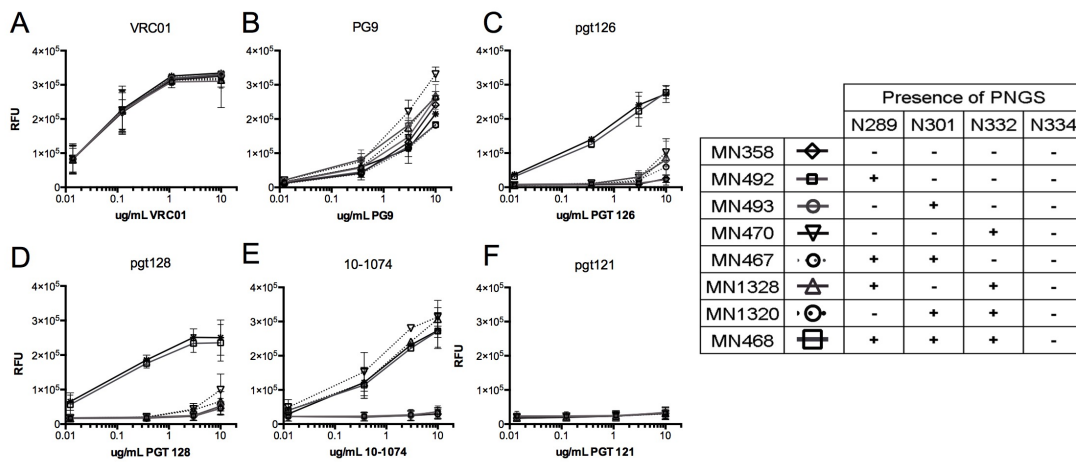 A
VRC01
RFU
4×10⁵
3×10⁵
2×10⁵
1×10⁵
0
0.01 0.1 1 10
ug/mL VRC01
B
PG9
4×10⁵
3×10⁵
2×10⁵
1×10⁵
0
0.01 0.1 1 10
ug/mL PG9
C
pgt126
4×10⁵
3×10⁵
2×10⁵
1×10⁵
0
0.01 0.1 1 10
ug/mL PGT 126
D
pgt128
RFU
4×10⁵
3×10⁵
2×10⁵
1×10⁵
0
0.01 0.1 1 10
ug/mL PGT 128
E
10-1074
RFU
4×10⁵
3×10⁵
2×10⁵
1×10⁵
0
0.01 0.1 1 10
ug/mL 10-1074
F
pgt121
RFU
4×10⁵
3×10⁵
2×10⁵
1×10⁵
0
0.01 0.1 1 10
ug/mL PGT 121
Presence of PNGS
N289 N301 N332 N334
MN358 - - - -
MN492 + - - -
MN493 - + - -
MN470 - - + -
MN467 + + - -
MN1328 + - + -
MN1320 - + + -
MN468 + + + -